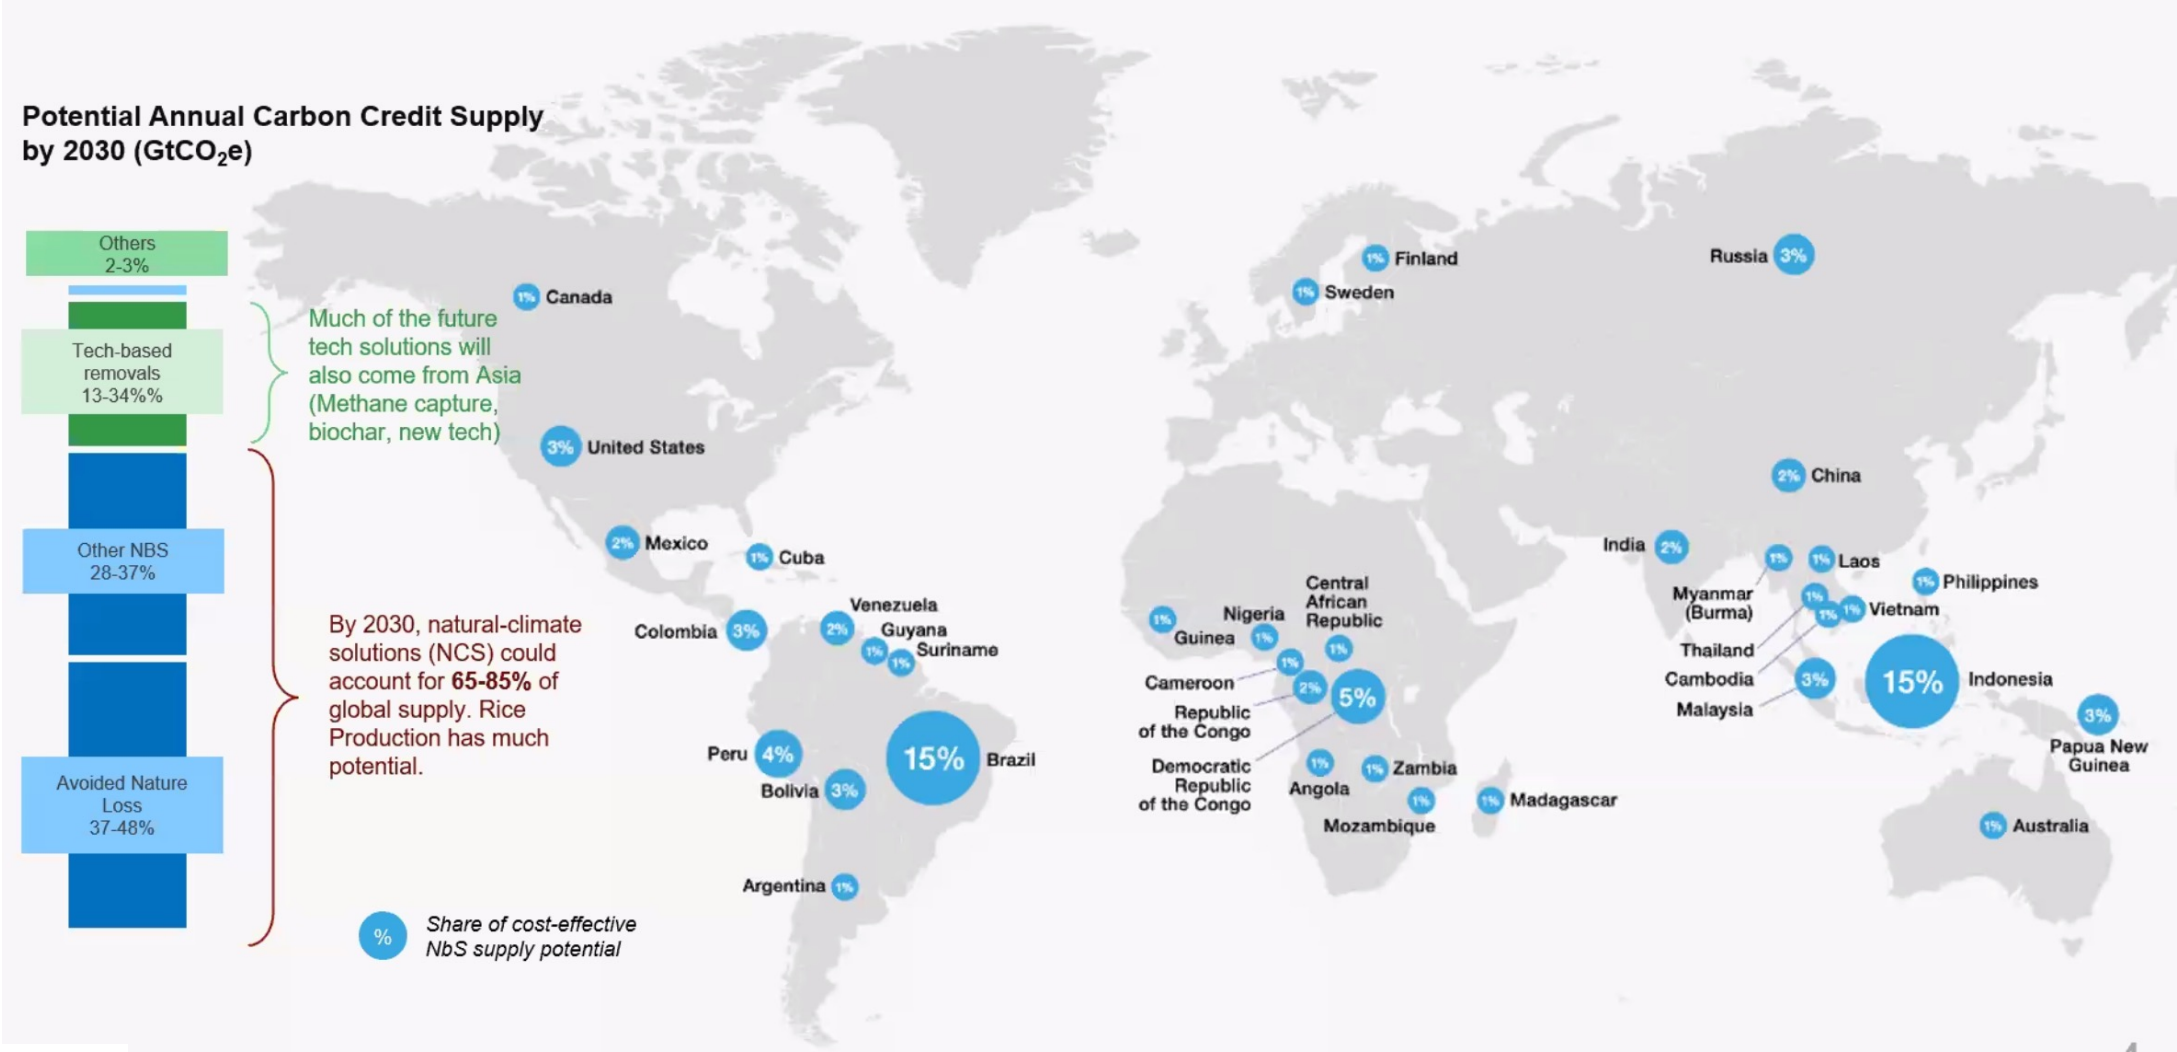 Potential Annual Carbon Credit Supply
by 2030 (GtCO₂e)
Others
2-3%
Tech-based
removals
13-34%%
Other NBS
28-37%
Avoided Nature
Loss
37-48%
Much of the future
tech solutions will
also come from Asia
(Methane capture,
biochar, new tech)
By 2030, natural-climate
solutions (NCS) could
account for 65-85% of
global supply. Rice
Production has much
potential.
%
Share of cost-effective
NbS supply potential
1% Canada
3% United States
2% Mexico
1% Cuba
Colombia 3%
Venezuela
2%
Guyana
1%
Suriname
1%
Peru 4%
Bolivia 3%
15% Brazil
Argentina 1%
1% Finland
1% Sweden
Russia 3%
1%
Guinea
Nigeria
1%
Central
African
Republic
1%
1%
Cameroon
2%
Republic
of the Congo
5%
Democratic
Republic
of the Congo
1%
Angola
1% Zambia
1%
Mozambique
1% Madagascar
2% China
India 2%
1%
Myanmar
(Burma)
1% Laos
1% Philippines
1%
Thailand
1%
Cambodia
1% Vietnam
3%
Malaysia
15% Indonesia
3%
Papua New
Guinea
1% Australia